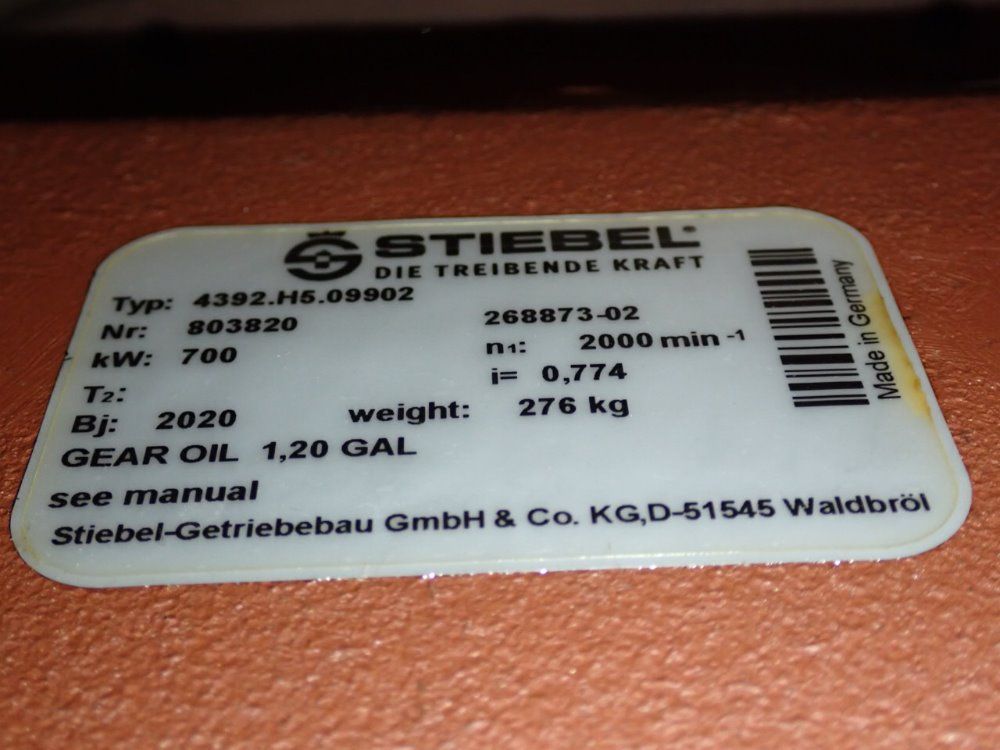 STIEBEL
DIE TREIBENDE KRAFT
Typ: 4392.H5.09902
Nr: 803820 268873-02
kW: 700 n1: 2000 min -1
T2: i= 0,774
Bj: 2020 weight: 276 kg
GEAR OIL 1,20 GAL
see manual
Stiebel-Getriebebau GmbH & Co. KG,D-51545 Waldbröl
Made in Germany